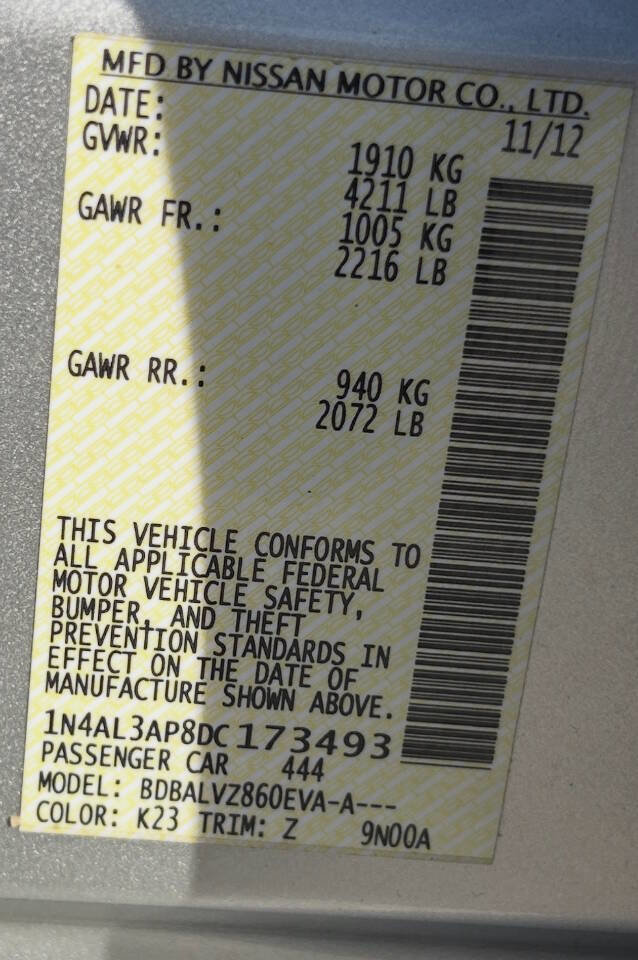 MFD BY NISSAN MOTOR CO., LTD.
DATE: 11/12
GVWR: 1910 KG
4211 LB
GAWR FR.: 1005 KG
2216 LB
GAWR RR.: 940 KG
2072 LB
THIS VEHICLE CONFORMS TO
ALL APPLICABLE FEDERAL
MOTOR VEHICLE SAFETY,
BUMPER, AND THEFT
PREVENTION STANDARDS IN
EFFECT ON THE DATE OF
MANUFACTURE SHOWN ABOVE.
1N4AL3AP8DC173493
PASSENGER CAR 444
MODEL: BDBALVZ860EVA-A---
COLOR: K23 TRIM: Z 9N00A